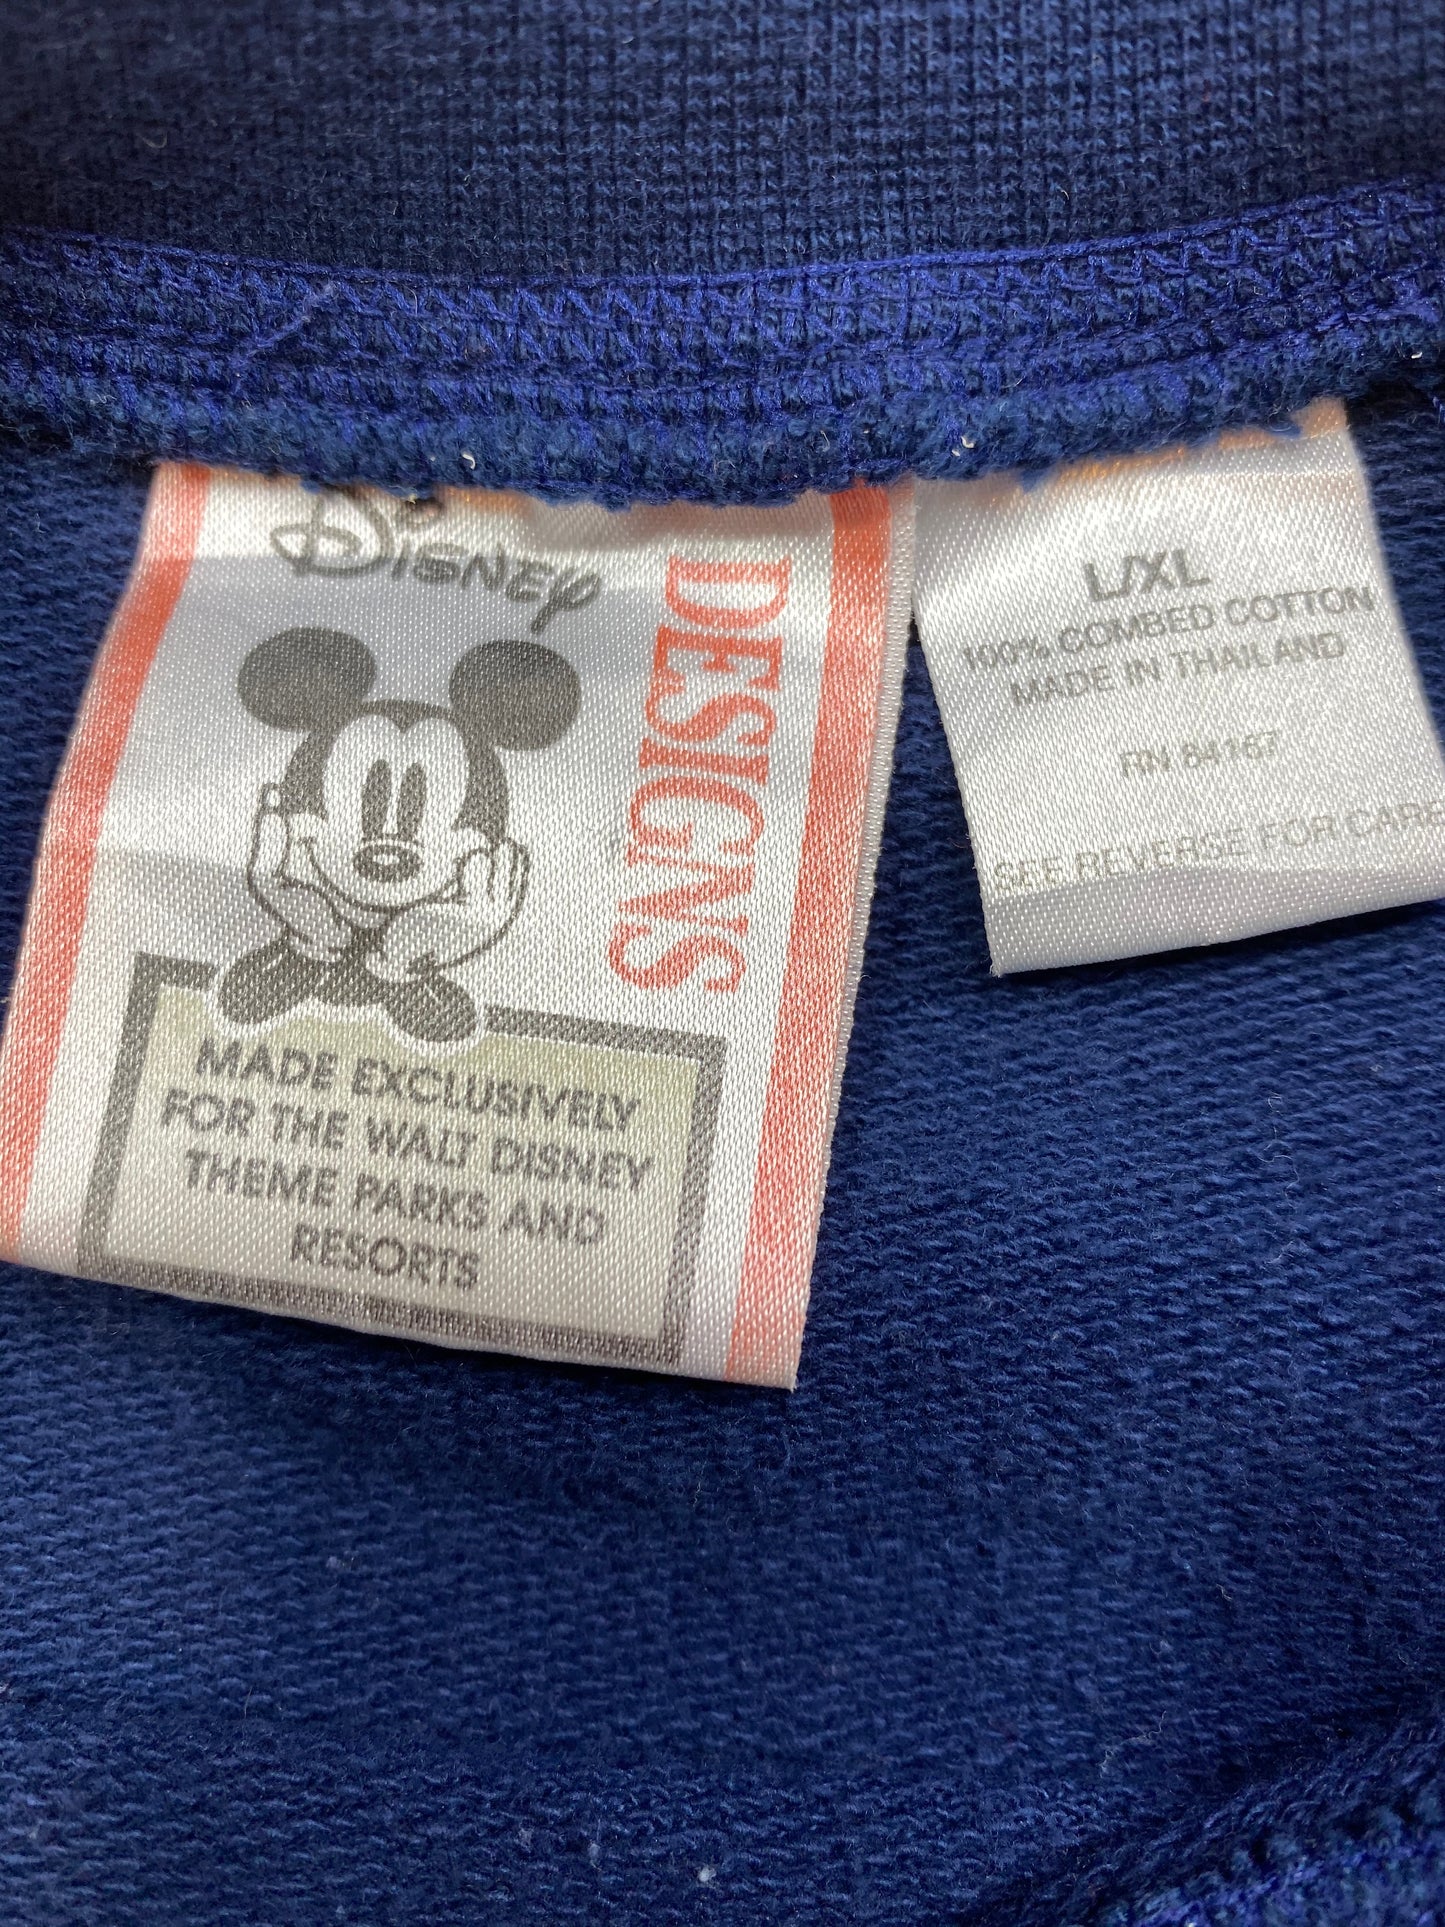 Disney
DESIGNS
MADE EXCLUSIVELY
FOR THE WALT DISNEY
THEME PARKS AND
RESORTS
L/XL
100% COMBED COTTON
MADE IN THAILAND
RN 84167
SEE REVERSE FOR CARE